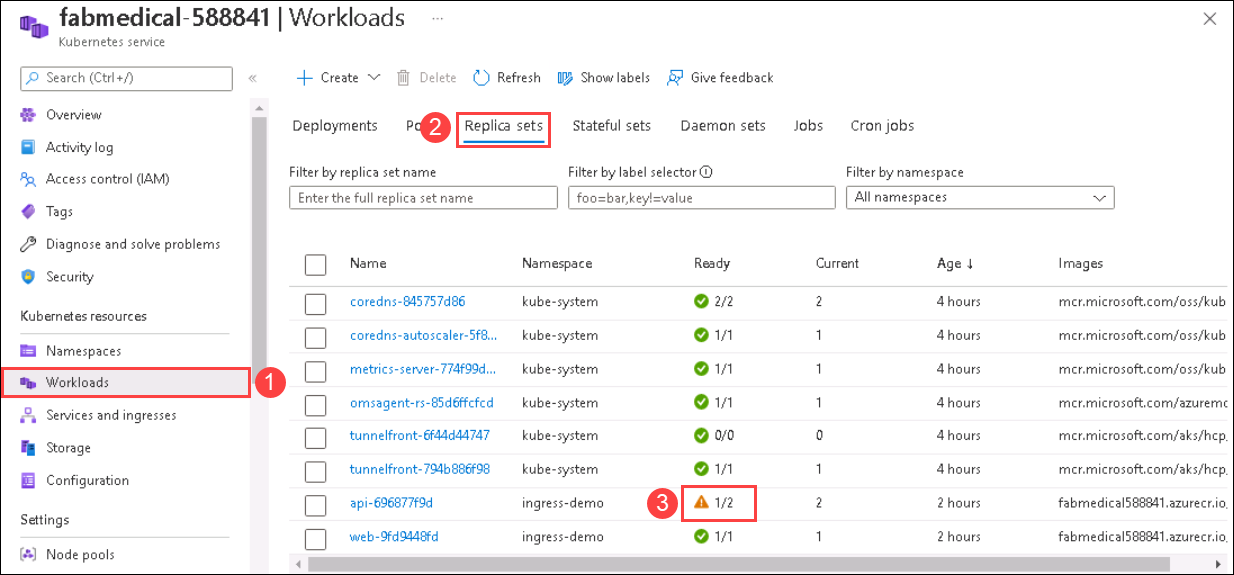 fabmedical-588841 | Workloads ...
Kubernetes service
Search (Ctrl+/)
«
Create
Delete
Refresh
Show labels
Give feedback
Overview
Activity log
Access control (IAM)
Tags
Diagnose and solve problems
Security
Kubernetes resources
Namespaces
Workloads
1
Services and ingresses
Storage
Configuration
Settings
Node pools
Deployments Po 2 Replica sets Stateful sets Daemon sets Jobs Cron jobs
Filter by replica set name Filter by label selector Filter by namespace
Enter the full replica set name foo=bar,key!=value All namespaces
Name Namespace Ready Current Age ↓ Images
coredns-845757d86 kube-system 2/2 2 4 hours mcr.microsoft.com/oss/kub
coredns-autoscaler-5f8... kube-system 1/1 1 4 hours mcr.microsoft.com/oss/kub
metrics-server-774f99d... kube-system 1/1 1 4 hours mcr.microsoft.com/oss/kub
omsagent-rs-85d6ffcfcd kube-system 1/1 1 4 hours mcr.microsoft.com/azuremo
tunnelfront-6f44d44747 kube-system 0/0 0 4 hours mcr.microsoft.com/aks/hcp
tunnelfront-794b886f98 kube-system 1/1 1 4 hours mcr.microsoft.com/aks/hcp
api-696877f9d ingress-demo 3 1/2 2 2 hours fabmedical588841.azurecr.io
web-9fd9448fd ingress-demo 1/1 1 2 hours fabmedical588841.azurecr.io